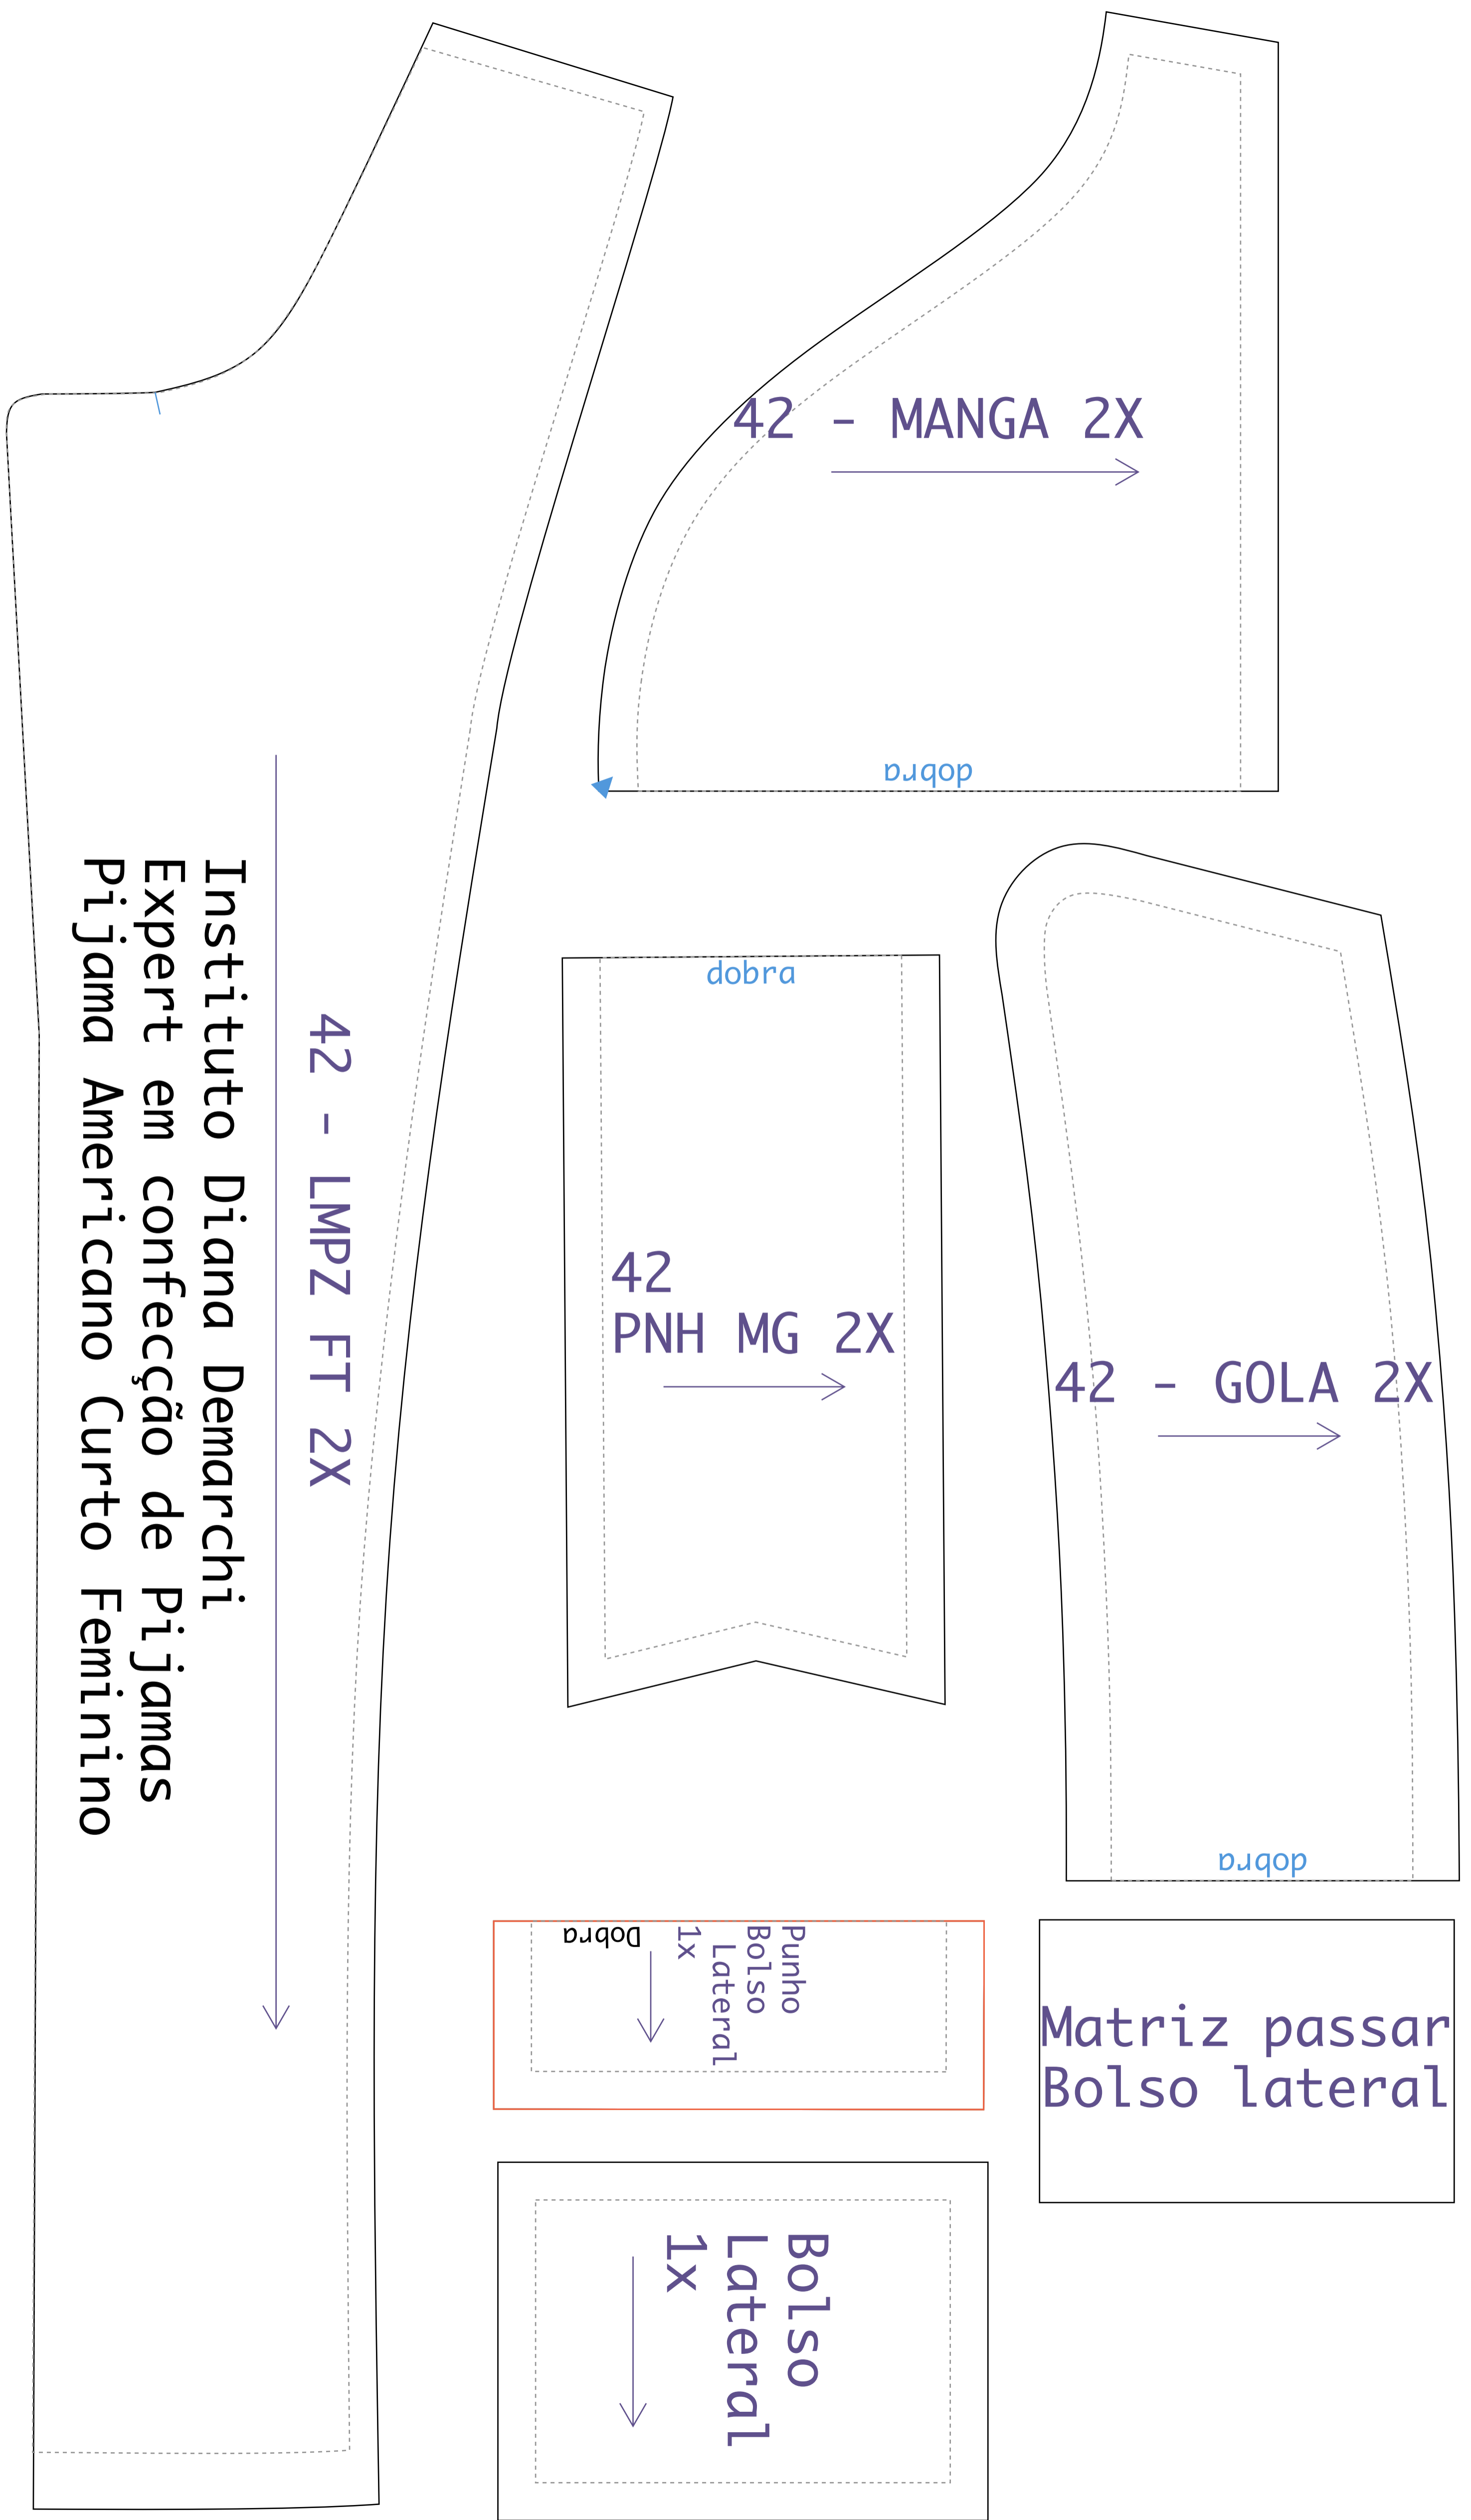 42 - MANGA 2X
dobra
Instituto Diana Demarchi
Expert em confecção de Pijamas
Pijama Americano Curto Feminino
42 - LMPZ FT 2X
dobra
42
PNH MG 2X
42 - GOLA 2X
dobra
Dobra
Punho
Bolso
Lateral
1x
Matriz passar
Bolso lateral
Bolso
Lateral
1x